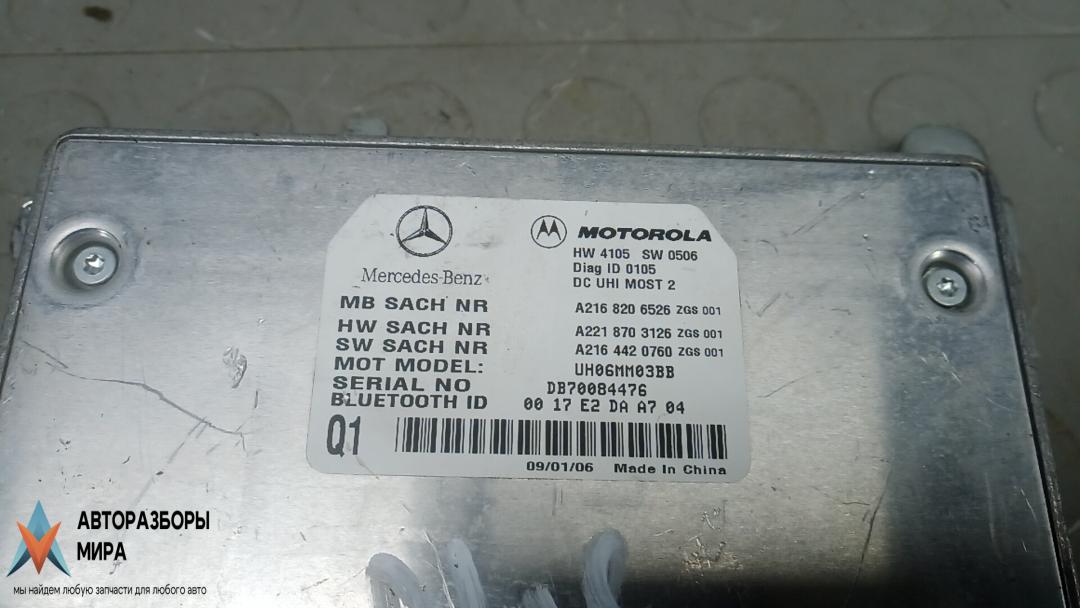 Mercedes-Benz
MOTOROLA
HW 4105 SW 0506
Diag ID 0105
DC UHI MOST 2
MB SACH NR A216 820 6526 ZGS 001
HW SACH NR A221 870 3126 ZGS 001
SW SACH NR A216 442 0760 ZGS 001
MOT MODEL: UH06MM03BB
SERIAL NO DB70084476
BLUETOOTH ID 00 17 E2 DA A7 04
Q1
09/01/06 Made In China
АВТОРАЗБОРЫ
МИРА
мы найдем любую запчасти для любого авто